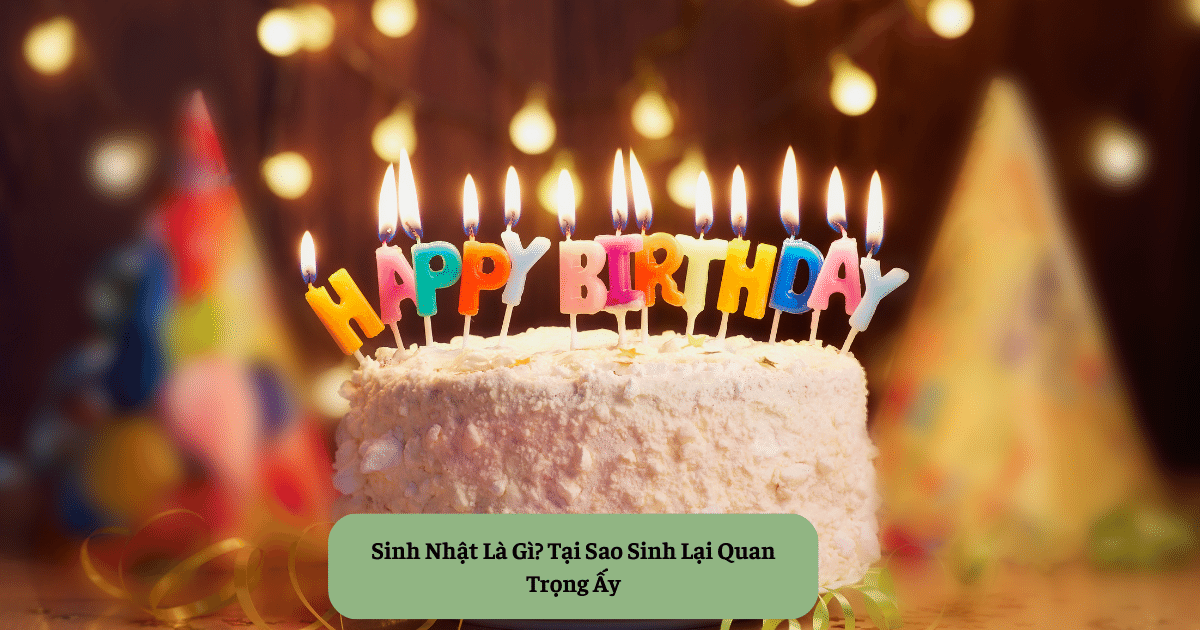 HAPPY BIRTHDAY
Sinh Nhật Là Gì? Tại Sao Sinh Lại Quan
Trọng Ấy